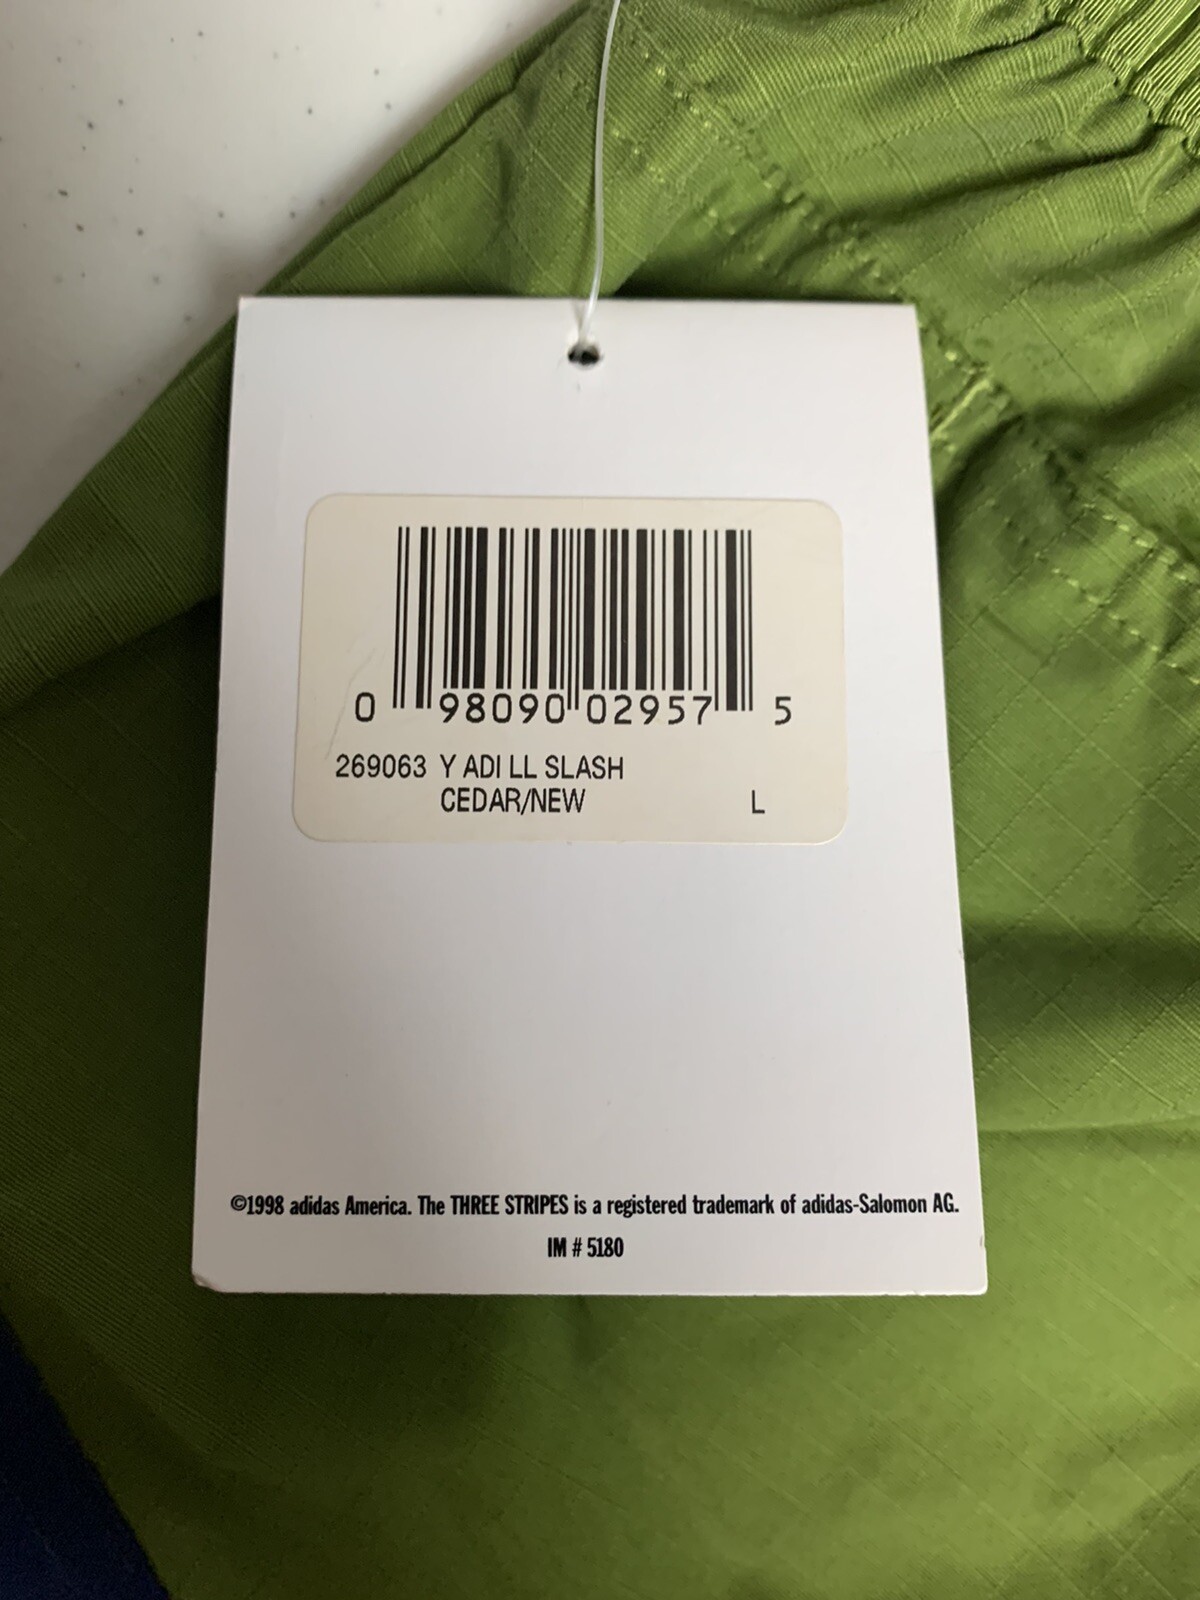 0 98090 02957 5
269063 Y ADI LL SLASH
CEDAR/NEW L
©1998 adidas America. The THREE STRIPES is a registered trademark of adidas-Salomon AG.
IM # 5180